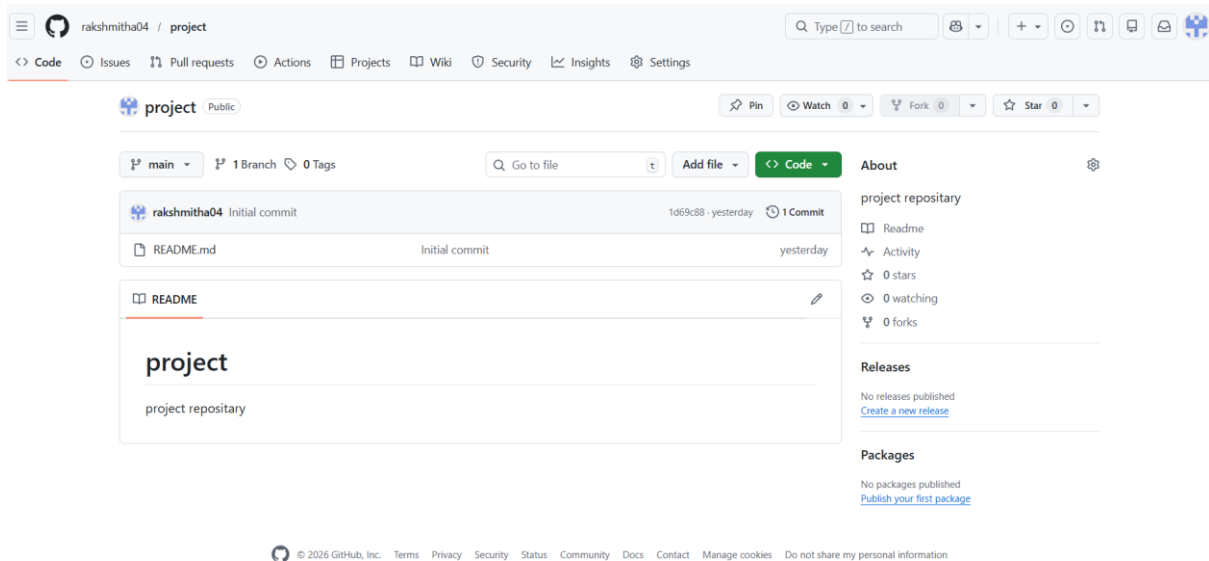 rakshmitha04 / project
Type / to search
Code Issues Pull requests Actions Projects Wiki Security Insights Settings
project Public
Pin Watch 0 Fork 0 Star 0
main 1 Branch 0 Tags
Go to file t
Add file
Code
rakshmitha04 Initial commit 1d69c88 · yesterday 1 Commit
README.md Initial commit yesterday
README
project
project repositary
About
project repositary
Readme
Activity
0 stars
0 watching
0 forks
Releases
No releases published
Create a new release
Packages
No packages published
Publish your first package
© 2026 GitHub, Inc. Terms Privacy Security Status Community Docs Contact Manage cookies Do not share my personal information